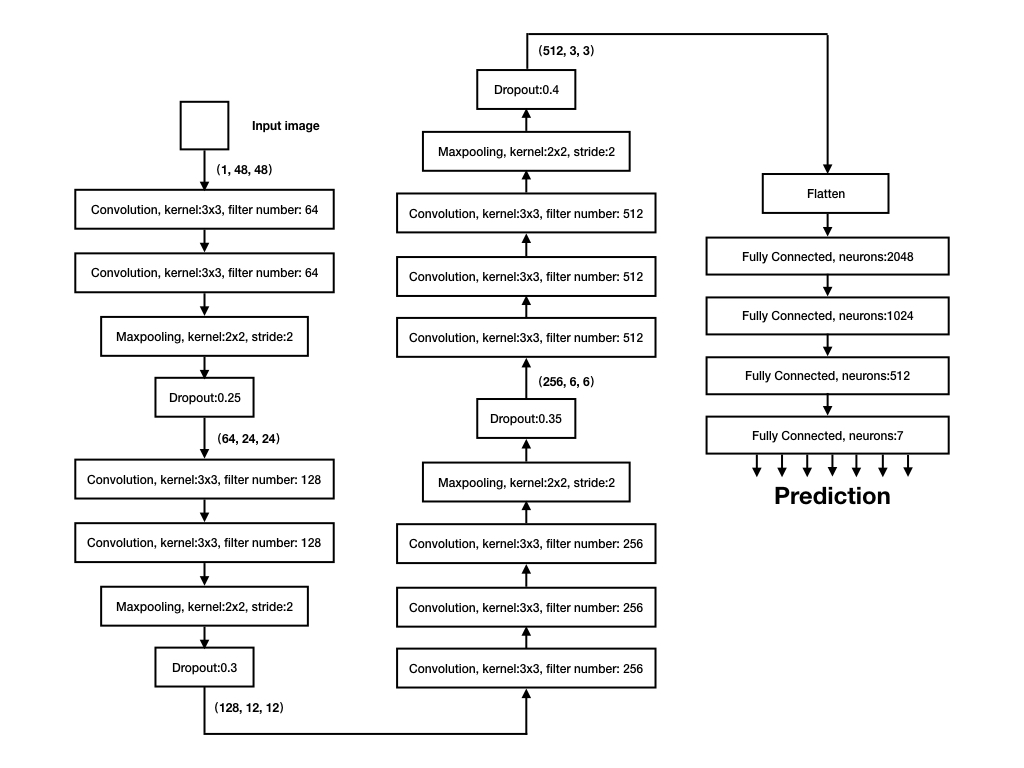 Input image
(1, 48, 48)
Convolution, kernel:3x3, filter number: 64
Convolution, kernel:3x3, filter number: 64
Maxpooling, kernel:2x2, stride:2
Dropout:0.25
(64, 24, 24)
Convolution, kernel:3x3, filter number: 128
Convolution, kernel:3x3, filter number: 128
Maxpooling, kernel:2x2, stride:2
Dropout:0.3
(128, 12, 12)
Convolution, kernel:3x3, filter number: 256
Convolution, kernel:3x3, filter number: 256
Convolution, kernel:3x3, filter number: 256
Maxpooling, kernel:2x2, stride:2
Dropout:0.35
(256, 6, 6)
Convolution, kernel:3x3, filter number: 512
Convolution, kernel:3x3, filter number: 512
Convolution, kernel:3x3, filter number: 512
Maxpooling, kernel:2x2, stride:2
Dropout:0.4
(512, 3, 3)
Flatten
Fully Connected, neurons:2048
Fully Connected, neurons:1024
Fully Connected, neurons:512
Fully Connected, neurons:7
Prediction